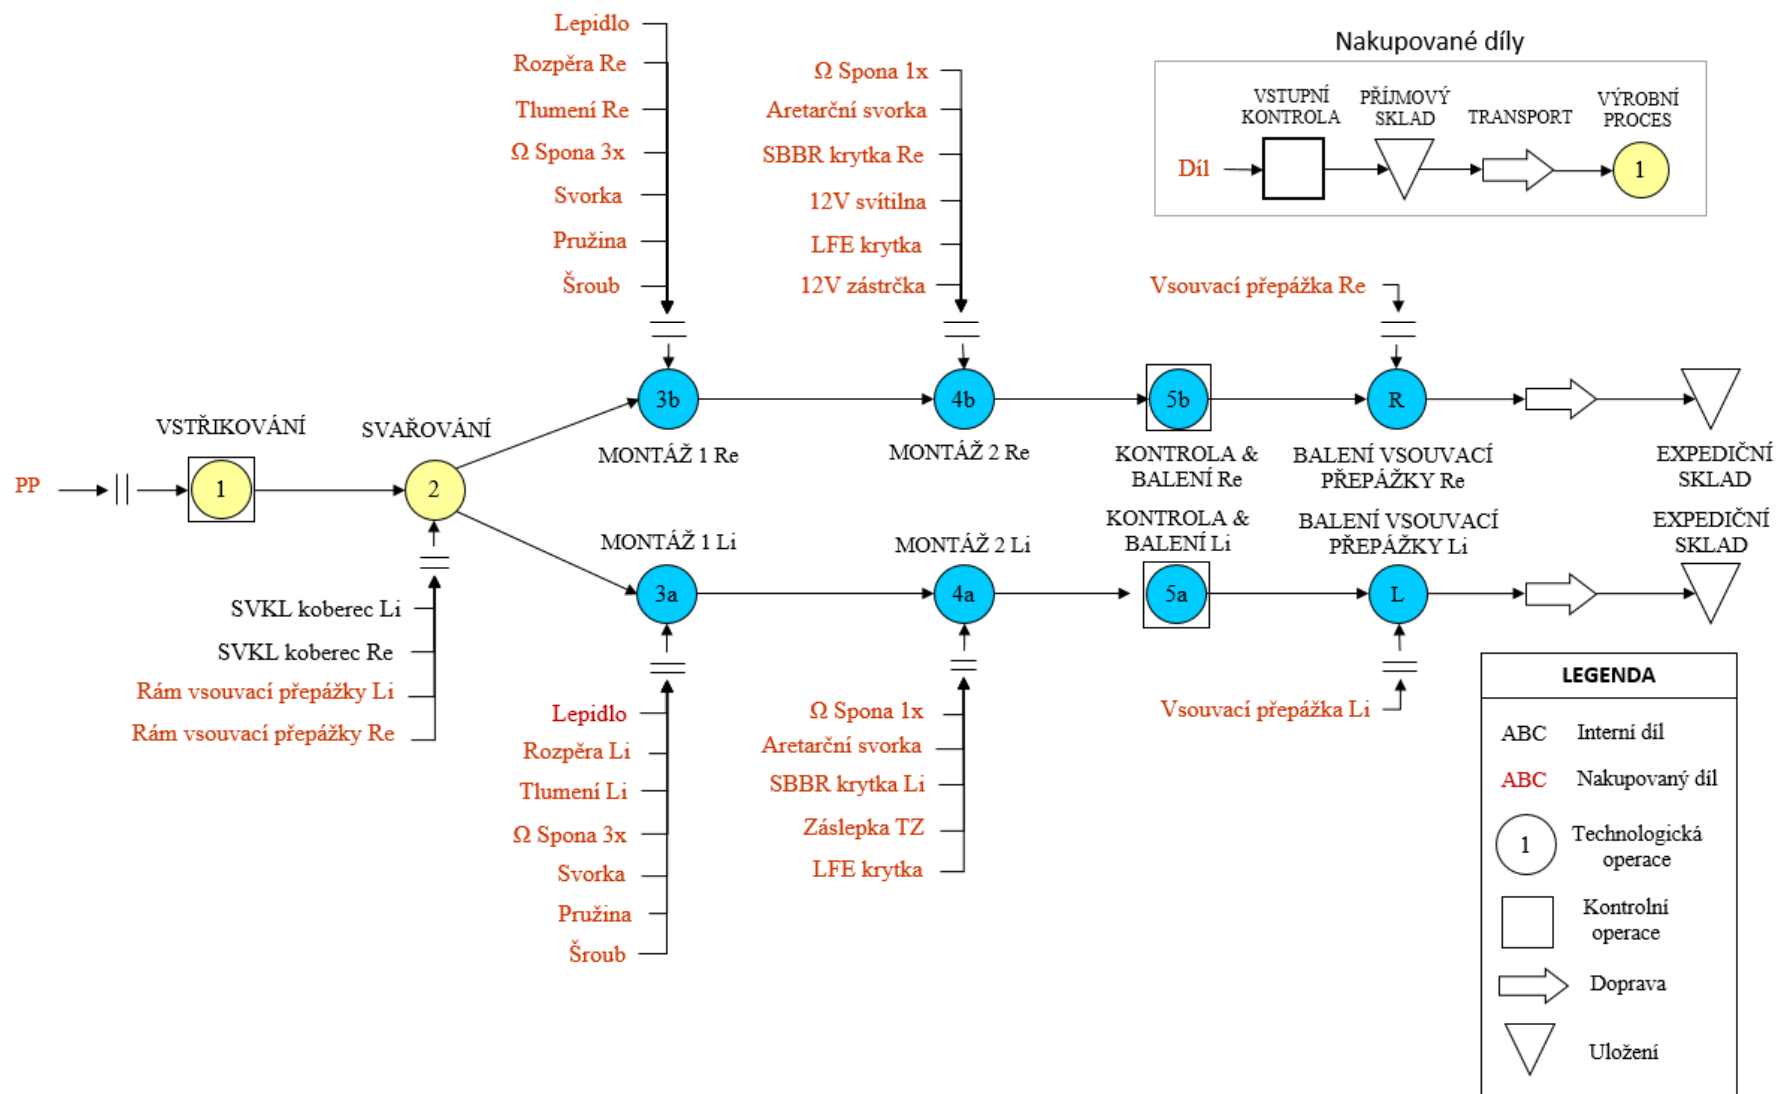 Lepidlo
Rozpěra Re
Tlumení Re
Ω Spona 3x
Svorka
Pružina
Šroub
Ω Spona 1x
Aretarční svorka
SBBR krytka Re
12V svítilna
LFE krytka
12V zástrčka
Nakupované díly
VSTUPNÍ
KONTROLA
PŘÍJMOVÝ
SKLAD
TRANSPORT
VÝROBNÍ
PROCES
Díl
1
Vsouvací přepážka Re
3b
4b
5b
R
VSTŘIKOVÁNÍ
SVAŘOVÁNÍ
MONTÁŽ 1 Re
MONTÁŽ 2 Re
KONTROLA &
BALENÍ Re
BALENÍ VSOUVACÍ
PŘEPÁŽKY Re
EXPEDIČNÍ
SKLAD
PP
1
2
MONTÁŽ 1 Li
MONTÁŽ 2 Li
KONTROLA &
BALENÍ Li
BALENÍ VSOUVACÍ
PŘEPÁŽKY Li
EXPEDIČNÍ
SKLAD
3a
4a
5a
L
SVKL koberec Li
SVKL koberec Re
Rám vsouvací přepážky Li
Rám vsouvací přepážky Re
Lepidlo
Rozpěra Li
Tlumení Li
Ω Spona 3x
Svorka
Pružina
Šroub
Ω Spona 1x
Aretarční svorka
SBBR krytka Li
Záslepka TZ
LFE krytka
Vsouvací přepážka Li
LEGENDA
ABC Interní díl
ABC Nakupovaný díl
1 Technologická
operace
Kontrolní
operace
Doprava
Uložení